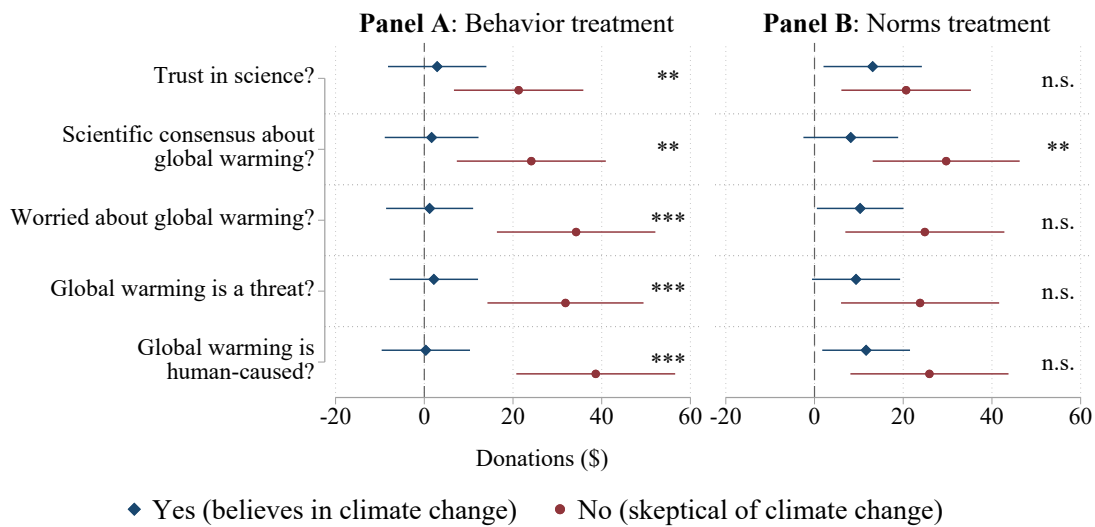 Panel A: Behavior treatment
Panel B: Norms treatment
Trust in science?
**
n.s.
Scientific consensus about
global warming?
**
**
Worried about global warming?
***
n.s.
Global warming is a threat?
***
n.s.
Global warming is
human-caused?
***
n.s.
-20 0 20 40 60
-20 0 20 40 60
Donations ($)
Yes (believes in climate change)
No (skeptical of climate change)